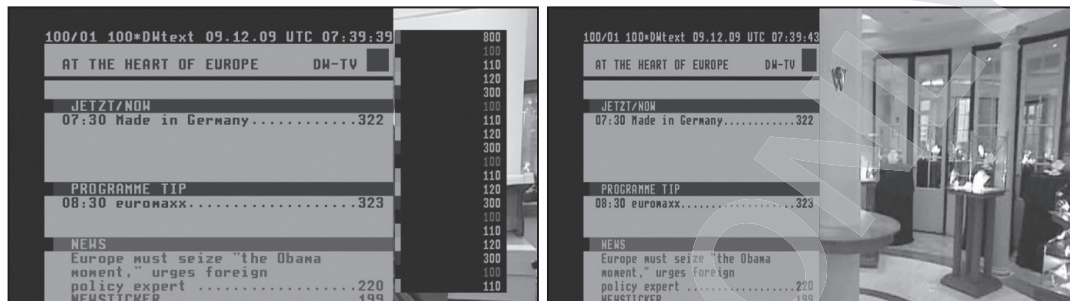 100/01 100*DWtext 09.12.09 UTC 07:39:39
AT THE HEART OF EUROPE DW-TV
JETZT/NOW
07:30 Made in Germany............322
PROGRAMME TIP
08:30 euromaxx...................323
NEWS
Europe must seize "the Obama
moment," urges foreign
policy expert ..................220
NEWSTICKER 199
800
100
110
120
300
100
110
120
300
100
110
120
300
100
110
120
300
100
110
100/01 100*DWtext 09.12.09 UTC 07:39:43
AT THE HEART OF EUROPE DW-TV
JETZT/NOW
07:30 Made in Germany............322
PROGRAMME TIP
08:30 euromaxx...................323
NEWS
Europe must seize "the Obama
moment," urges foreign
policy expert ..................220
NEWSTICKER 199